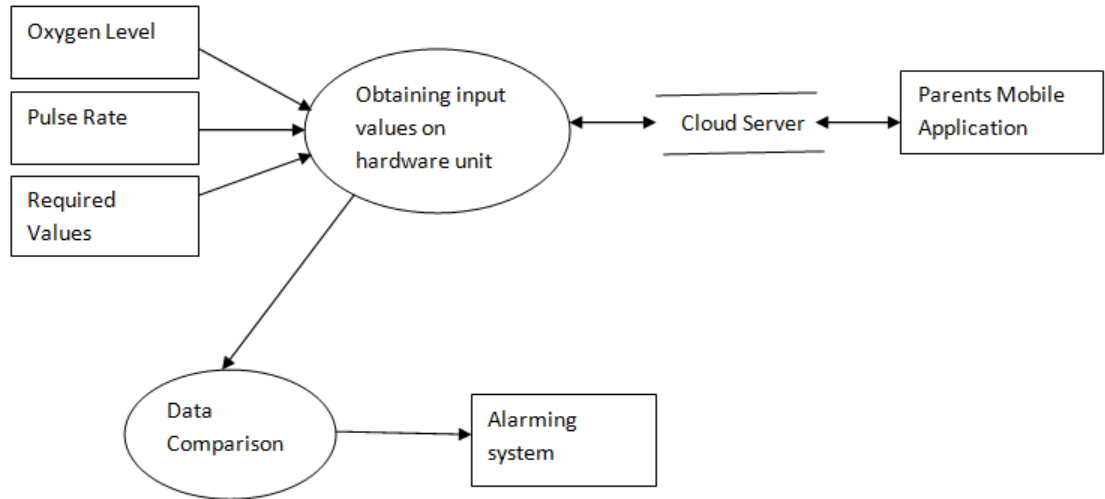 Oxygen Level
Pulse Rate
Required
Values
Obtaining input
values on
hardware unit
Cloud Server
Parents Mobile
Application
Data
Comparison
Alarming
system